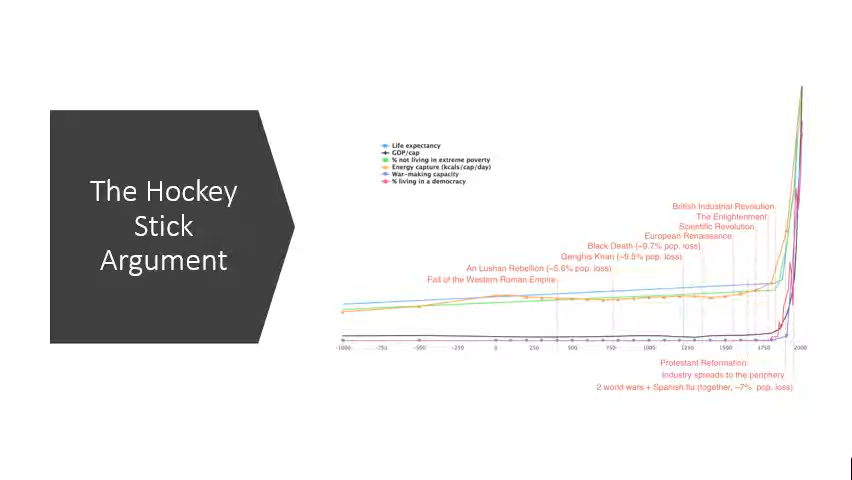 The Hockey
Stick
Argument
Life expectancy
GDP/cap
% not living in extreme poverty
Energy capture (kcals/cap/day)
War-making capacity
% living in a democracy
British Industrial Revolution
The Enlightenment
Scientific Revolution
European Renaissance
Black Death (~9.7% pop. loss)
Genghis Khan (~9.5% pop. loss)
An Lushan Rebellion (~5.6% pop. loss)
Fall of the Western Roman Empire
-1000 -750 -500 -250 0 250 500 750 1000 1250 1500 1750 2000
Protestant Reformation
Industry spreads to the periphery
2 world wars + Spanish flu (together, ~7% pop. loss)